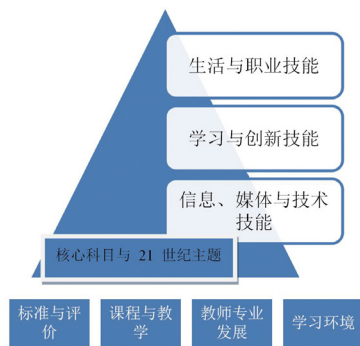 生活与职业技能
学习与创新技能
信息、媒体与技术
技能
核心科目与 21 世纪主题
标准与评
价
课程与教
学
教师专业
发展
学习环境